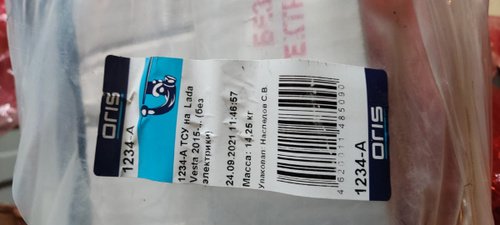 ORIS
1234-A
1234-A ТСУ на Lada
Vesta 2015-... (без
электрики)
24.09.2021 11:46:57
Масса: 14,25 кг
Упаковал: Наследов С.В.
ORIS
1234-A